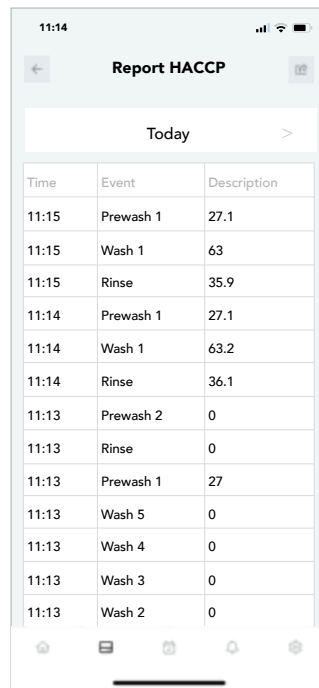 11:14
Report HACCP
Today >
Time Event Description
11:15 Prewash 1 27.1
11:15 Wash 1 63
11:15 Rinse 35.9
11:14 Prewash 1 27.1
11:14 Wash 1 63.2
11:14 Rinse 36.1
11:13 Prewash 2 0
11:13 Rinse 0
11:13 Prewash 1 27
11:13 Wash 5 0
11:13 Wash 4 0
11:13 Wash 3 0
11:13 Wash 2 0